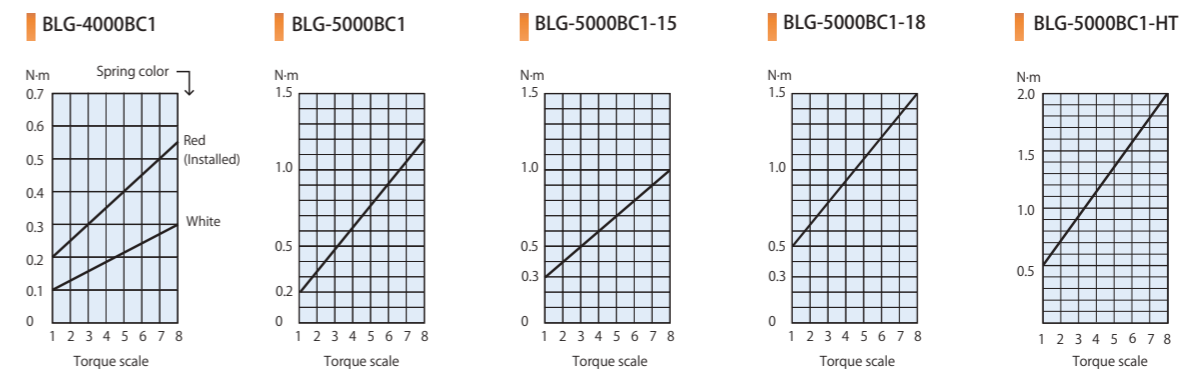 BLG-4000BC1
N·m
Spring color
0.7
0.6
0.5
0.4
0.3
0.2
0.1
0
Red
(Installed)
White
1 2 3 4 5 6 7 8
Torque scale
BLG-5000BC1
N·m
1.5
1.0
0.5
0.2
0
1 2 3 4 5 6 7 8
Torque scale
BLG-5000BC1-15
N·m
1.5
1.0
0.5
0.3
0
1 2 3 4 5 6 7 8
Torque scale
BLG-5000BC1-18
N·m
1.5
1.0
0.5
0.3
0
1 2 3 4 5 6 7 8
Torque scale
BLG-5000BC1-HT
N·m
2.0
1.5
1.0
0.5
1 2 3 4 5 6 7 8
Torque scale